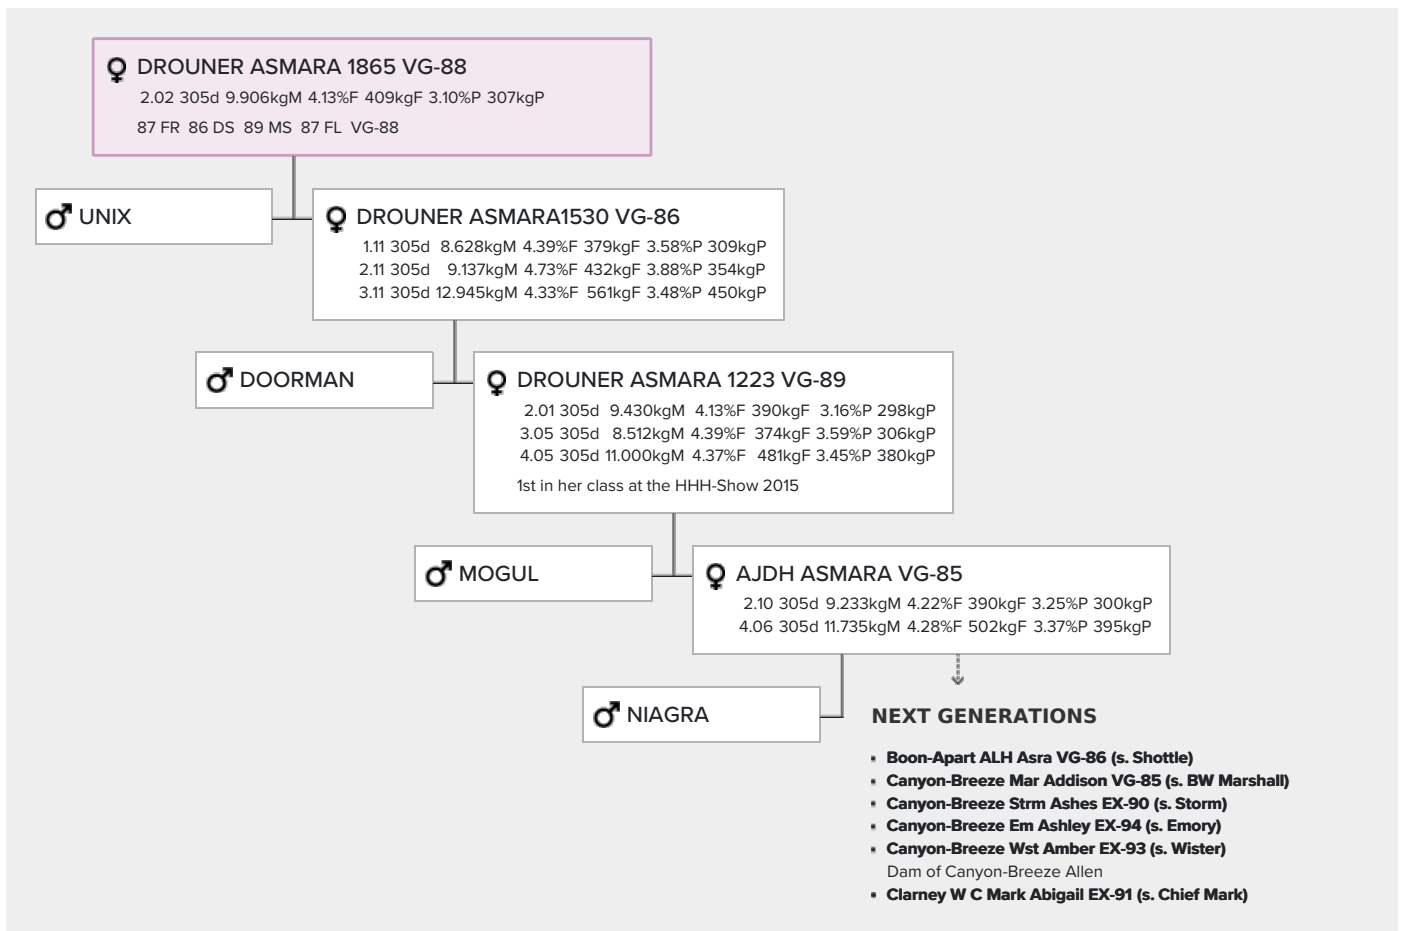 DROUNER ASMARA 1865 VG-88
2.02 305d 9.906kgM 4.13%F 409kgF 3.10%P 307kgP
87 FR 86 DS 89 MS 87 FL VG-88
UNIX
DROUNER ASMARA1530 VG-86
1.11 305d 8.628kgM 4.39%F 379kgF 3.58%P 309kgP
2.11 305d 9.137kgM 4.73%F 432kgF 3.88%P 354kgP
3.11 305d 12.945kgM 4.33%F 561kgF 3.48%P 450kgP
DOORMAN
DROUNER ASMARA 1223 VG-89
2.01 305d 9.430kgM 4.13%F 390kgF 3.16%P 298kgP
3.05 305d 8.512kgM 4.39%F 374kgF 3.59%P 306kgP
4.05 305d 11.000kgM 4.37%F 481kgF 3.45%P 380kgP
1st in her class at the HHH-Show 2015
MOGUL
AJDH ASMARA VG-85
2.10 305d 9.233kgM 4.22%F 390kgF 3.25%P 300kgP
4.06 305d 11.735kgM 4.28%F 502kgF 3.37%P 395kgP
NIAGRA
NEXT GENERATIONS
Boon-Apart ALH Asra VG-86 (s. Shottle)
Canyon-Breeze Mar Addison VG-85 (s. BW Marshall)
Canyon-Breeze Strm Ashes EX-90 (s. Storm)
Canyon-Breeze Em Ashley EX-94 (s. Emory)
Canyon-Breeze Wst Amber EX-93 (s. Wister)
Dam of Canyon-Breeze Allen
Clarney W C Mark Abigail EX-91 (s. Chief Mark)